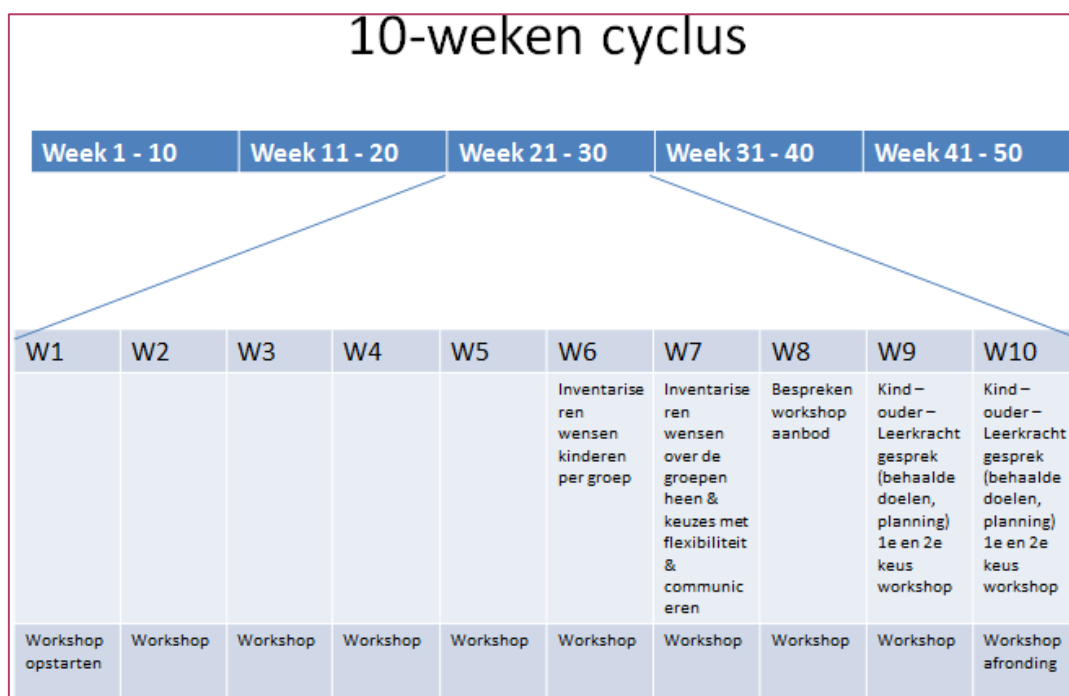 10-weken cyclus
Week 1 - 10
Week 11 - 20
Week 21 - 30
Week 31 - 40
Week 41 - 50
W1
W2
W3
W4
W5
W6
W7
W8
W9
W10
Inventarise
ren
wensen
kinderen
per groep
Inventarise
ren
wensen
over de
groepen
heen &
keuzes met
flexibiliteit
&
communic
eren
Bespreken
workshop
aanbod
Kind –
ouder –
Leerkracht
gesprek
(behaalde
doelen,
planning)
1e en 2e
keus
workshop
Kind –
ouder –
Leerkracht
gesprek
(behaalde
doelen,
planning)
1e en 2e
keus
workshop
Workshop
opstarten
Workshop
Workshop
Workshop
Workshop
Workshop
Workshop
Workshop
Workshop
Workshop
afronding